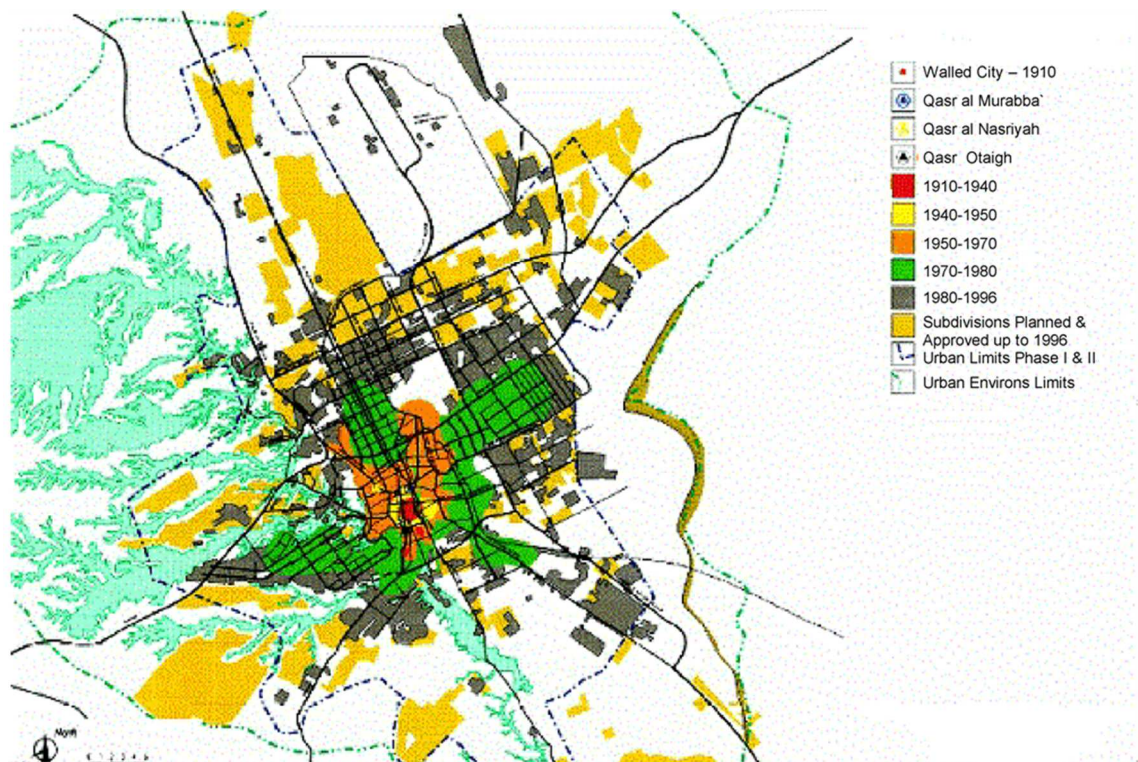 Walled City – 1910
Qasr al Murabba`
Qasr al Nasriyah
Qasr Otaigh
1910-1940
1940-1950
1950-1970
1970-1980
1980-1996
Subdivisions Planned &
Approved up to 1996
Urban Limits Phase I & II
Urban Environs Limits
North